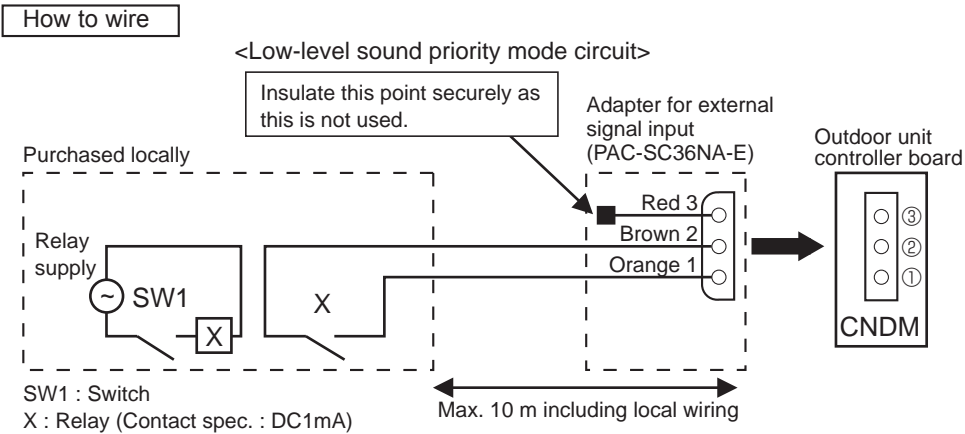 How to wire
<Low-level sound priority mode circuit>
Insulate this point securely as
this is not used.
Adapter for external
signal input
(PAC-SC36NA-E)
Outdoor unit
controller board
Purchased locally
Red 3
Brown 2
Orange 1
③
②
①
CNDM
Relay
supply
~
SW1
X
X
SW1 : Switch
X : Relay (Contact spec. : DC1mA)
Max. 10 m including local wiring